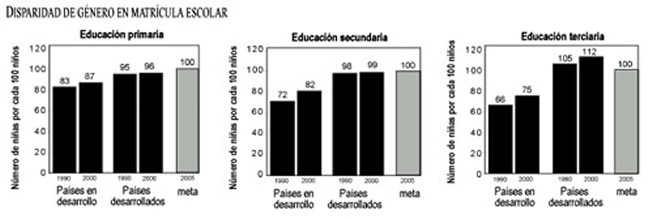 DISPARIDAD DE GÉNERO EN MATRÍCULA ESCOLAR
Educación primaria
Número de niñas por cada 100 niños
120
100
80
60
40
20
0
83
87
95
96
100
1990
2000
1990
2000
2005
Países en
desarrollo
Países
desarrollados
meta
Educación secundaria
Número de niñas por cada 100 niños
120
100
80
60
40
20
0
72
82
98
99
100
1990
2000
1990
2000
2005
Países en
desarrollo
Países
desarrollados
meta
Educación terciaria
Número de niñas por cada 100 niños
120
100
80
60
40
20
0
66
75
105
112
100
1990
2000
1990
2000
2005
Países en
desarrollo
Países
desarrollados
meta